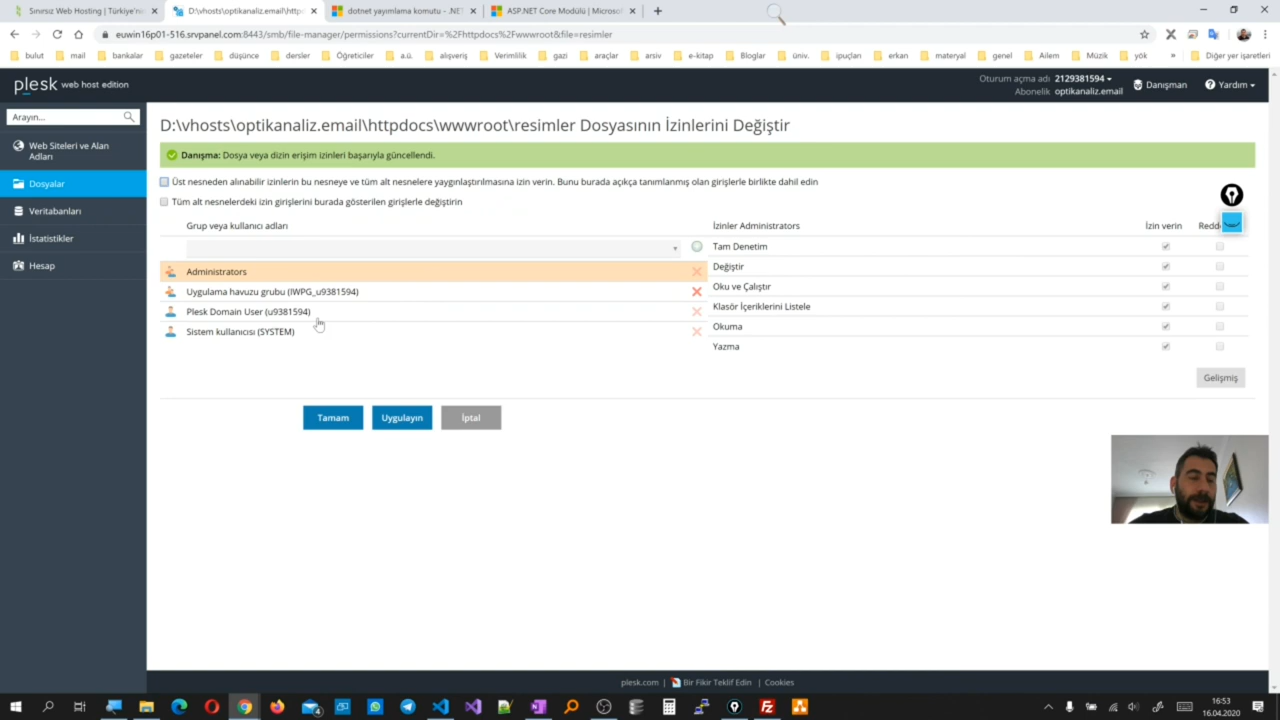 Sınırsız Web Hosting | Türkiye'nin
D:\vhosts\optikanaliz.email\http
dotnet yayımlama komutu - .NET
ASP.NET Core Modülü | Microsof
euwin16p01-516.srvpanel.com:8443/smb/file-manager/permissions?currentDir=%2Fhttpdocs%2Fwwwroot&file=resimler
bulut mail bankalar gazeteler düşünce dersler Öğreticiler a.ü. alışveriş Verimlilik gazi araçlar arsiv e-kitap Bloglar üniv. ipuçları erkan materyal genel Ailem Müzik yök » Diğer yer işaretleri
plesk web host edition
Oturum açma adı 2129381594
Abonelik optikanaliz.email
Danışman
Yardım
Arayın...
Web Siteleri ve Alan
Adları
Dosyalar
Veritabanları
İstatistikler
Hesap
D:\vhosts\optikanaliz.email\httpdocs\wwwroot\resimler Dosyasının İzinlerini Değiştir
Danışma: Dosya veya dizin erişim izinleri başarıyla güncellendi.
Üst nesneden alınabilir izinlerin bu nesneye ve tüm alt nesnelere yaygınlaştırılmasına izin verin. Bunu burada açıkça tanımlanmış olan girişlerle birlikte dahil edin
Tüm alt nesnelerdeki izin girişlerini burada gösterilen girişlerle değiştirin
Grup veya kullanıcı adları
İzinler Administrators
İzin verin
Tam Denetim
Administrators
Değiştir
Uygulama havuzu grubu (IWPG_u9381594)
Oku ve Çalıştır
Plesk Domain User (u9381594)
Klasör İçeriklerini Listele
Sistem kullanıcısı (SYSTEM)
Okuma
Yazma
Gelişmiş
Tamam
Uygulayın
İptal
plesk.com | Bir Fikir Teklif Edin | Cookies
4
16:53
16.04.2020